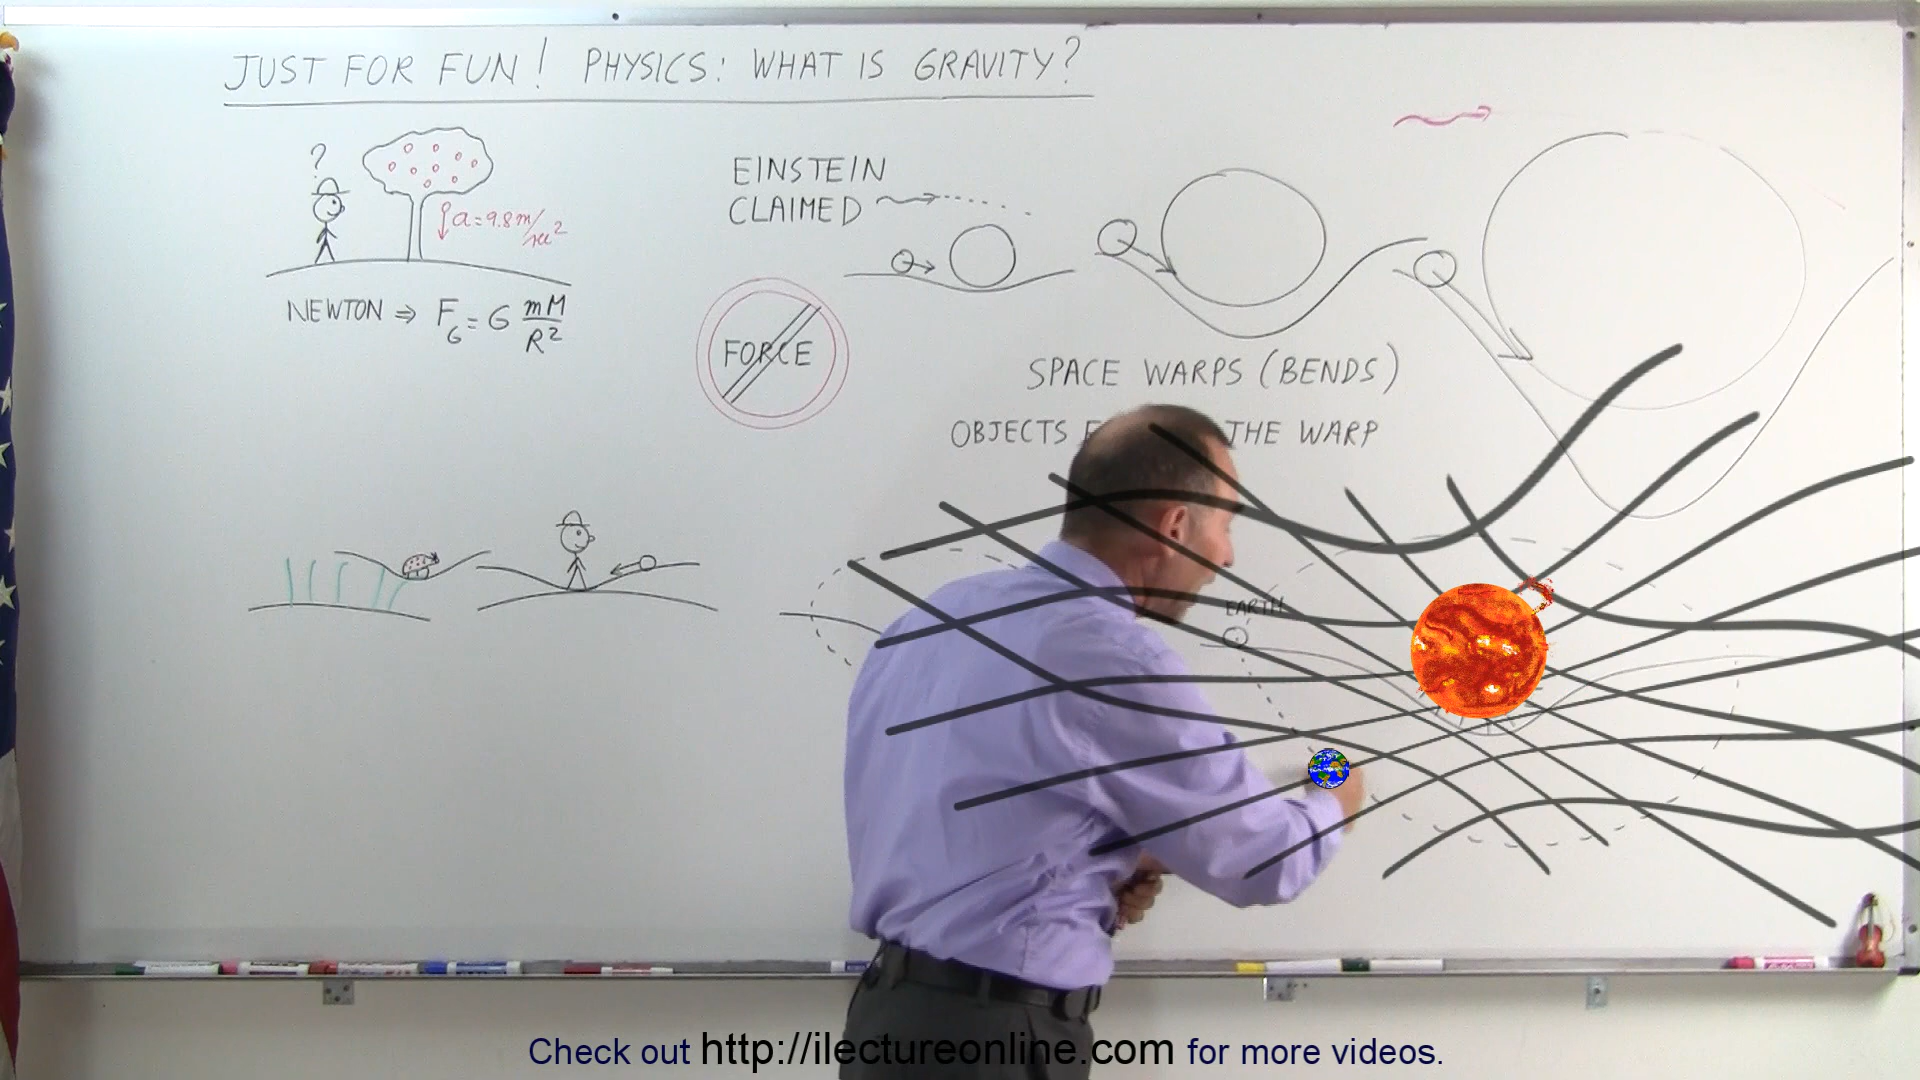 JUST FOR FUN! PHYSICS: WHAT IS GRAVITY?
?
a=9.8m/sec²
NEWTON ⇒ F_G = G mM/R²
EINSTEIN
CLAIMED
FORCE
SPACE WARPS (BENDS)
OBJECTS THE WARP
EARTH
Check out http://ilectureonline.com for more videos.